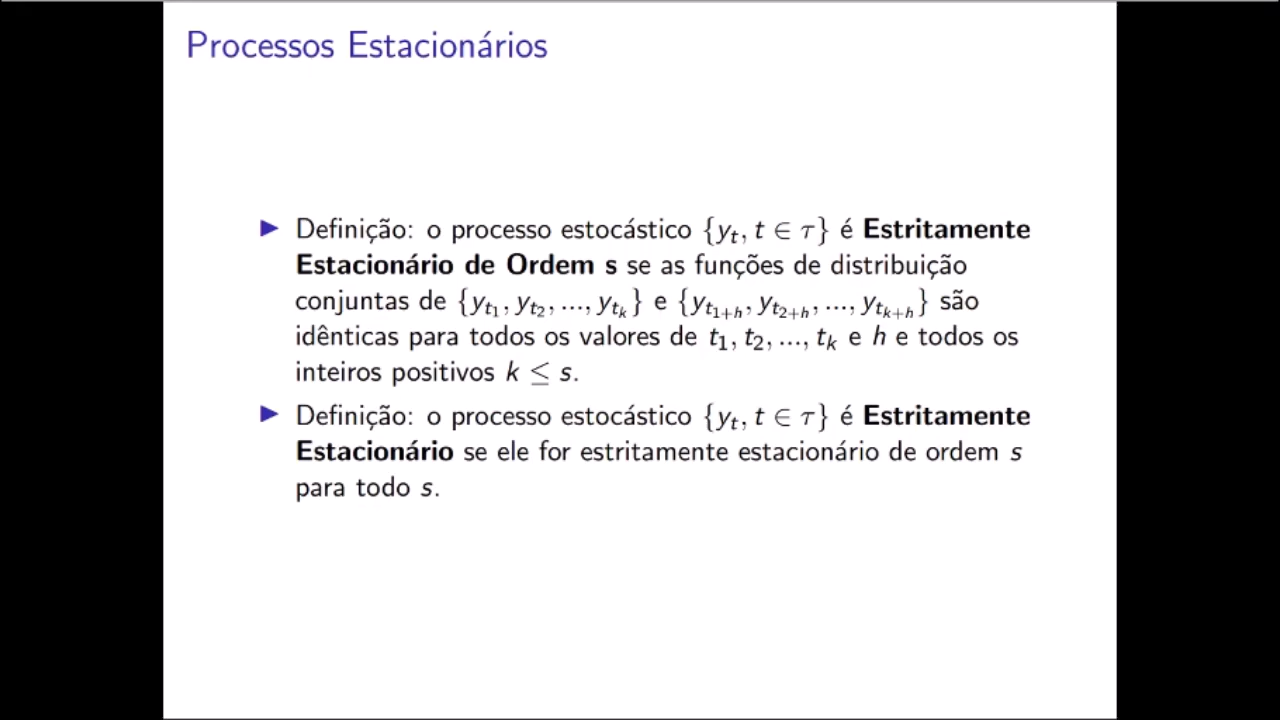 Processos Estacionários
▶ Definição: o processo estocástico {y_t, t ∈ τ} é Estritamente
Estacionário de Ordem s se as funções de distribuição
conjuntas de {y_{t_1}, y_{t_2}, ..., y_{t_k}} e {y_{t_{1+h}}, y_{t_{2+h}}, ..., y_{t_{k+h}}} são
idênticas para todos os valores de t_1, t_2, ..., t_k e h e todos os
inteiros positivos k ≤ s.
▶ Definição: o processo estocástico {y_t, t ∈ τ} é Estritamente
Estacionário se ele for estritamente estacionário de ordem s
para todo s.